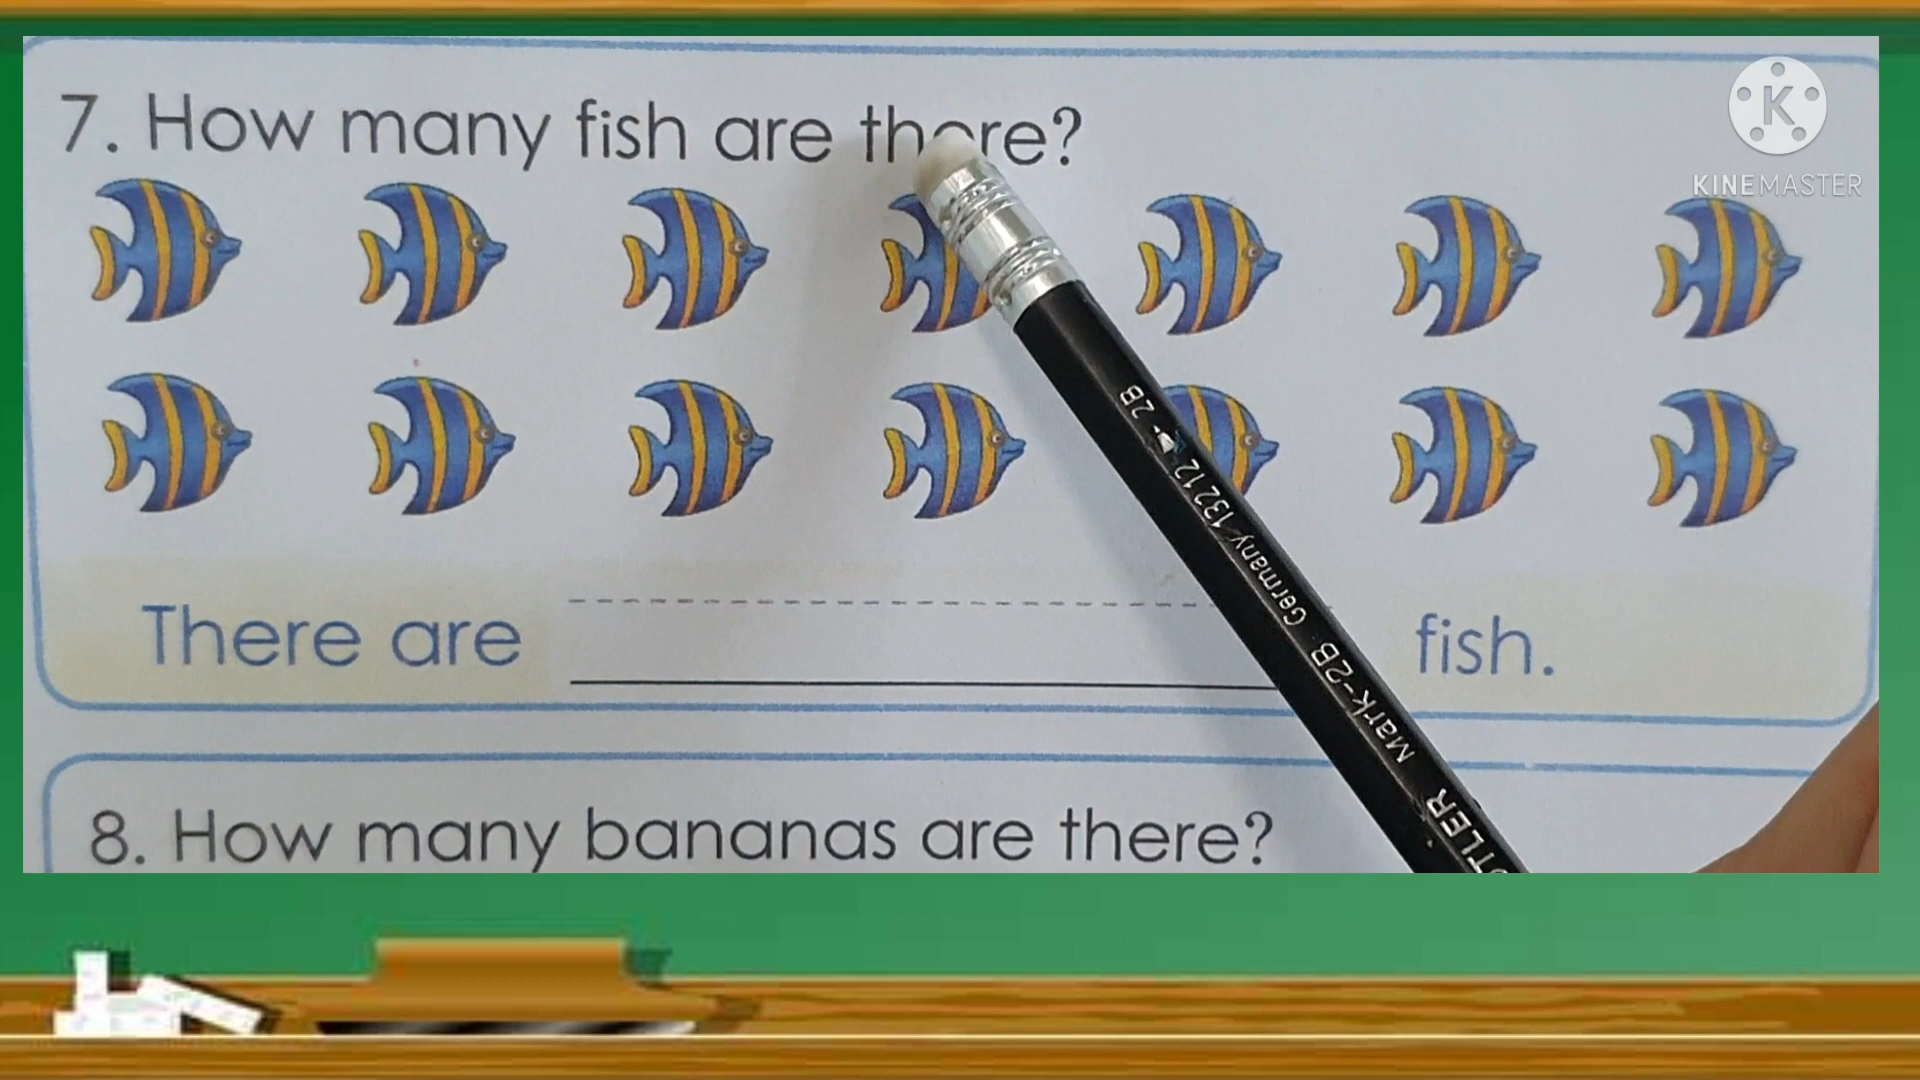 7. How many fish are there?
KINEMASTER
There are fish.
8. How many bananas are there?
2B
Mark-2B: Germany 13212